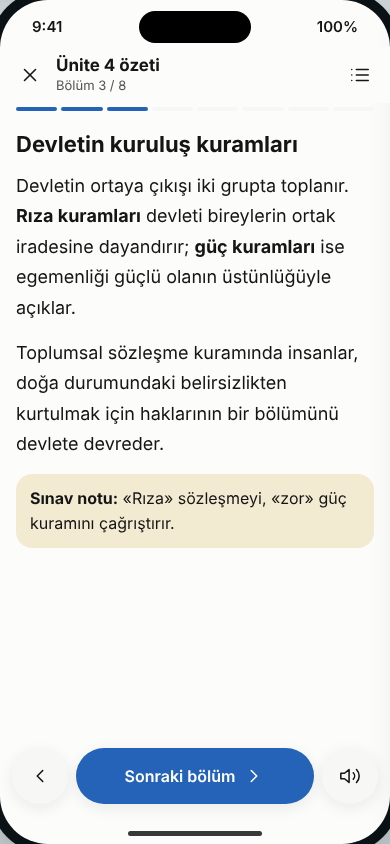 9:41
100%
Ünite 4 özeti
Bölüm 3 / 8
Devletin kuruluş kuramları
Devletin ortaya çıkışı iki grupta toplanır.
Rıza kuramları devleti bireylerin ortak
iradesine dayandırır; güç kuramları ise
egemenliği güçlü olanın üstünlüğüyle
açıklar.
Toplumsal sözleşme kuramında insanlar,
doğa durumundaki belirsizlikten
kurtulmak için haklarının bir bölümünü
devlete devreder.
Sınav notu: «Rıza» sözleşmeyi, «zor» güç
kuramını çağrıştırır.
Sonraki bölüm